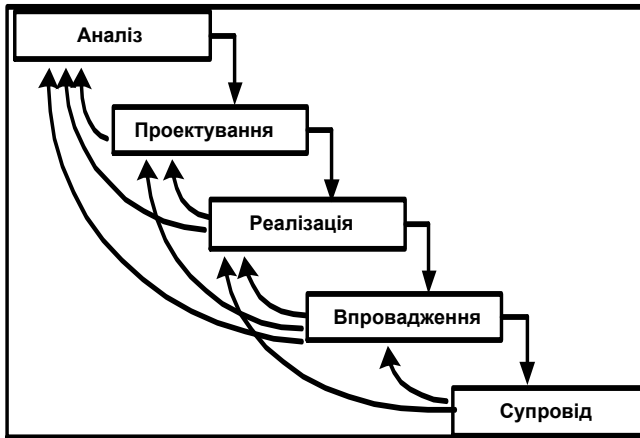 Аналіз
Проектування
Реалізація
Впровадження
Супровід